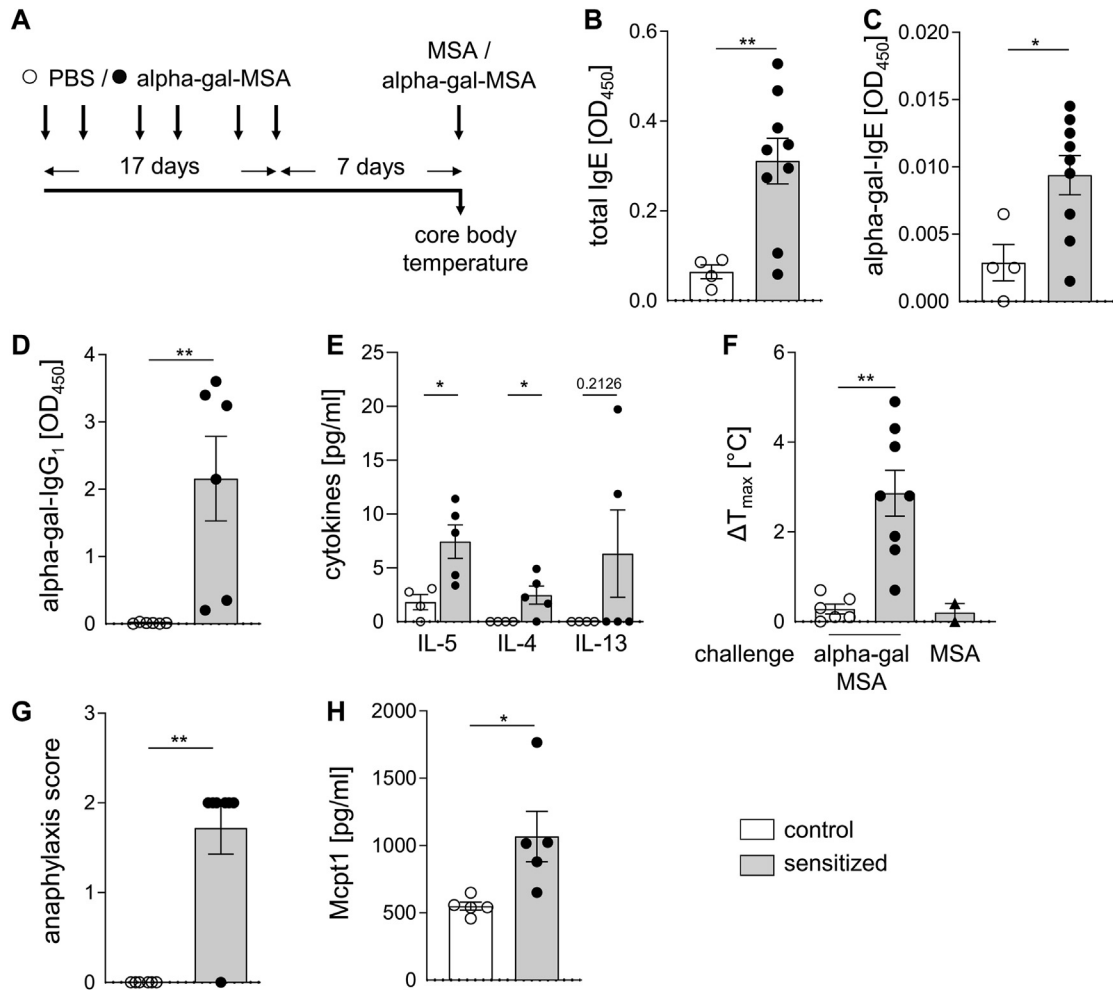 A
PBS / alpha-gal-MSA
MSA /
alpha-gal-MSA
17 days
7 days
core body
temperature
B
total IgE [OD450]
0.6
0.4
0.2
0.0
**
C
alpha-gal-IgE [OD450]
0.020
0.015
0.010
0.005
0.000
*
D
alpha-gal-IgG1 [OD450]
4
3
2
1
0
**
E
cytokines [pg/ml]
25
20
15
10
5
0
* * 0.2126
IL-5 IL-4 IL-13
F
ΔTmax [°C]
6
4
2
0
**
challenge alpha-gal MSA
MSA
G
anaphylaxis score
3
2
1
0
**
H
Mcpt1 [pg/ml]
2000
1500
1000
500
0
*
control
sensitized